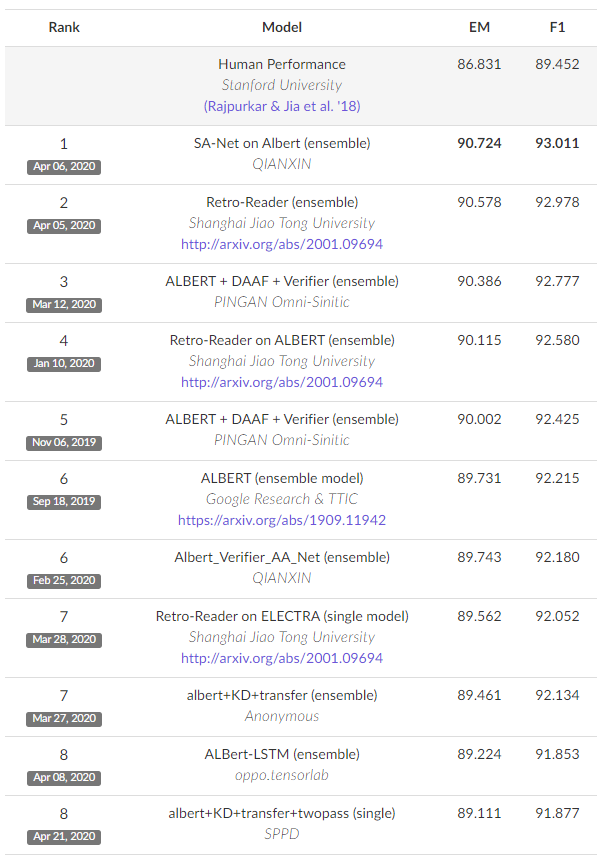 Rank Model EM F1
Human Performance 86.831 89.452
Stanford University
(Rajpurkar & Jia et al. '18)
1 SA-Net on Albert (ensemble) 90.724 93.011
Apr 06, 2020 QIANXIN
2 Retro-Reader (ensemble) 90.578 92.978
Apr 05, 2020 Shanghai Jiao Tong University
http://arxiv.org/abs/2001.09694
3 ALBERT + DAAF + Verifier (ensemble) 90.386 92.777
Mar 12, 2020 PINGAN Omni-Sinitic
4 Retro-Reader on ALBERT (ensemble) 90.115 92.580
Jan 10, 2020 Shanghai Jiao Tong University
http://arxiv.org/abs/2001.09694
5 ALBERT + DAAF + Verifier (ensemble) 90.002 92.425
Nov 06, 2019 PINGAN Omni-Sinitic
6 ALBERT (ensemble model) 89.731 92.215
Sep 18, 2019 Google Research & TTIC
https://arxiv.org/abs/1909.11942
6 Albert_Verifier_AA_Net (ensemble) 89.743 92.180
Feb 25, 2020 QIANXIN
7 Retro-Reader on ELECTRA (single model) 89.562 92.052
Mar 28, 2020 Shanghai Jiao Tong University
http://arxiv.org/abs/2001.09694
7 albert+KD+transfer (ensemble) 89.461 92.134
Mar 27, 2020 Anonymous
8 ALBert-LSTM (ensemble) 89.224 91.853
Apr 08, 2020 oppo.tensorlab
8 albert+KD+transfer+twopass (single) 89.111 91.877
Apr 21, 2020 SPPD